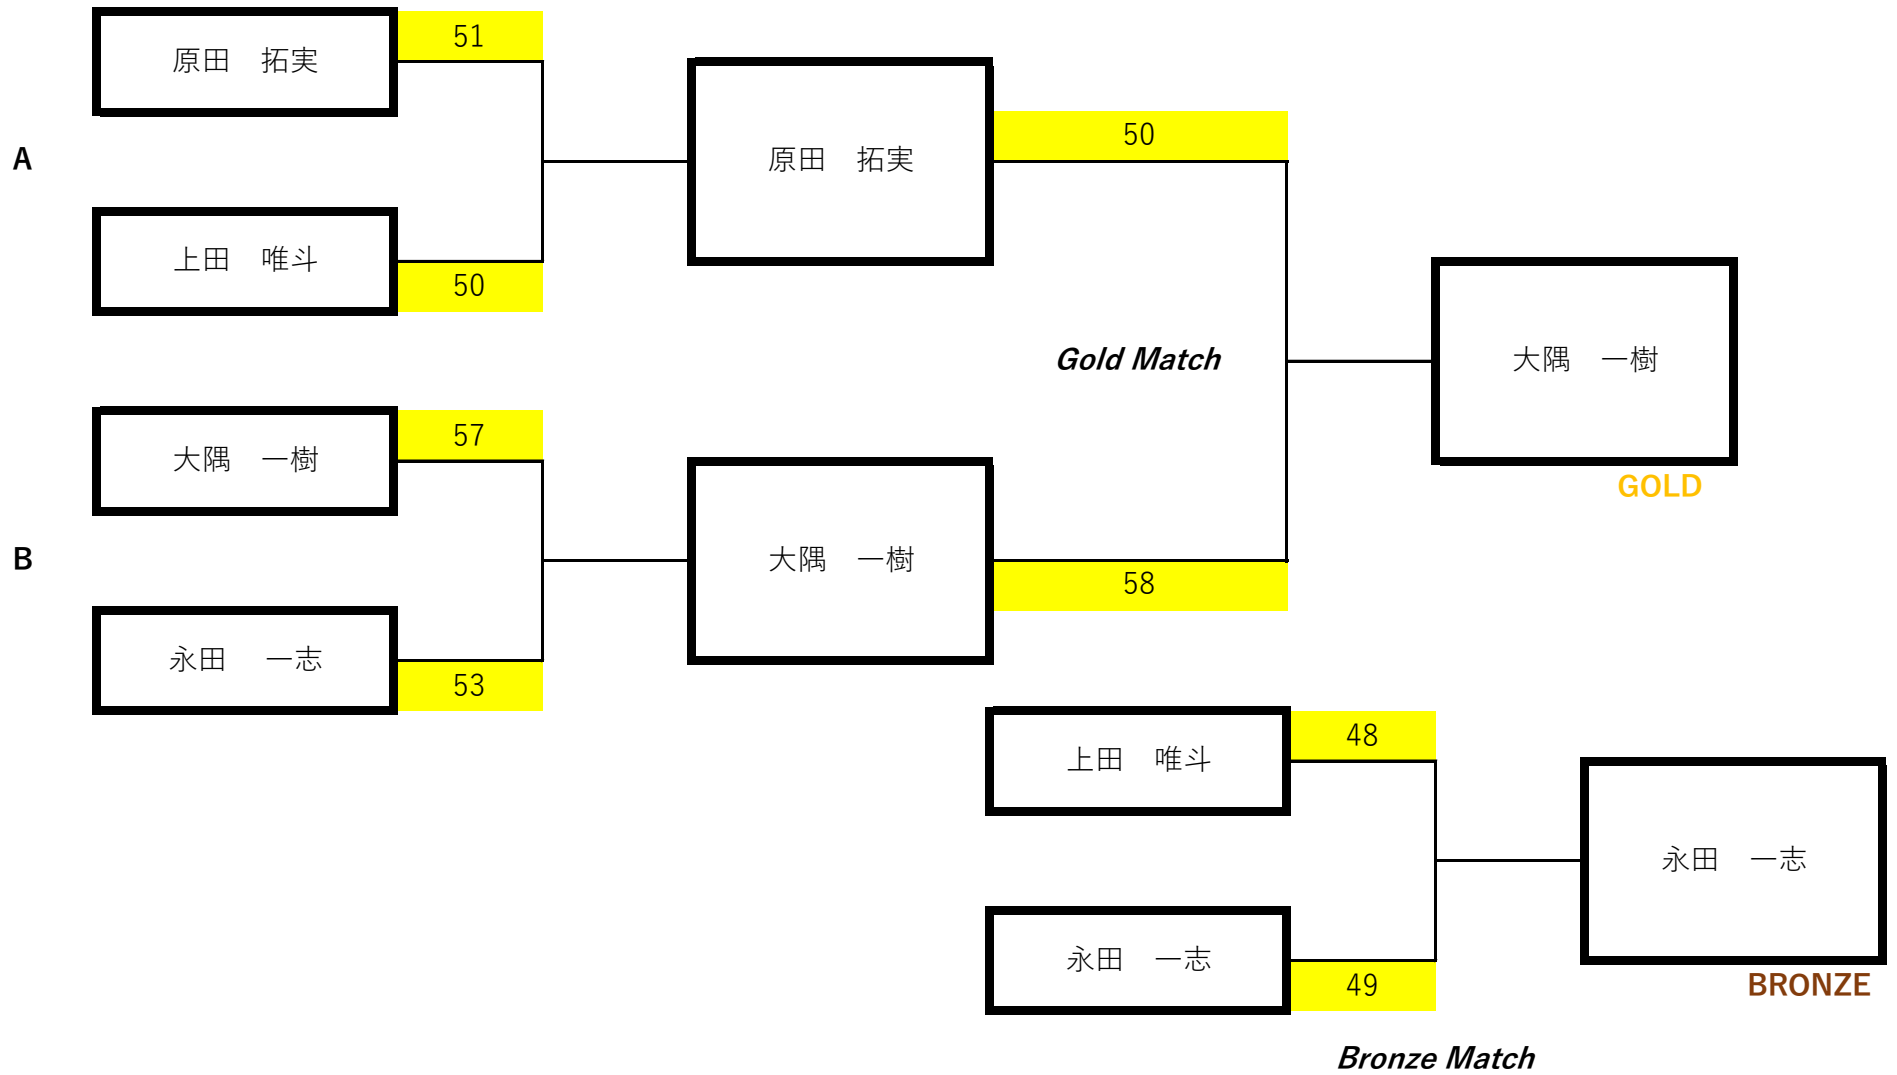 原田　拓実
51
A
上田　唯斗
50
大隅　一樹
57
B
永田　一志
53
原田　拓実
50
Gold Match
大隅　一樹
58
大隅　一樹
GOLD
上田　唯斗
48
永田　一志
49
永田　一志
BRONZE
Bronze Match